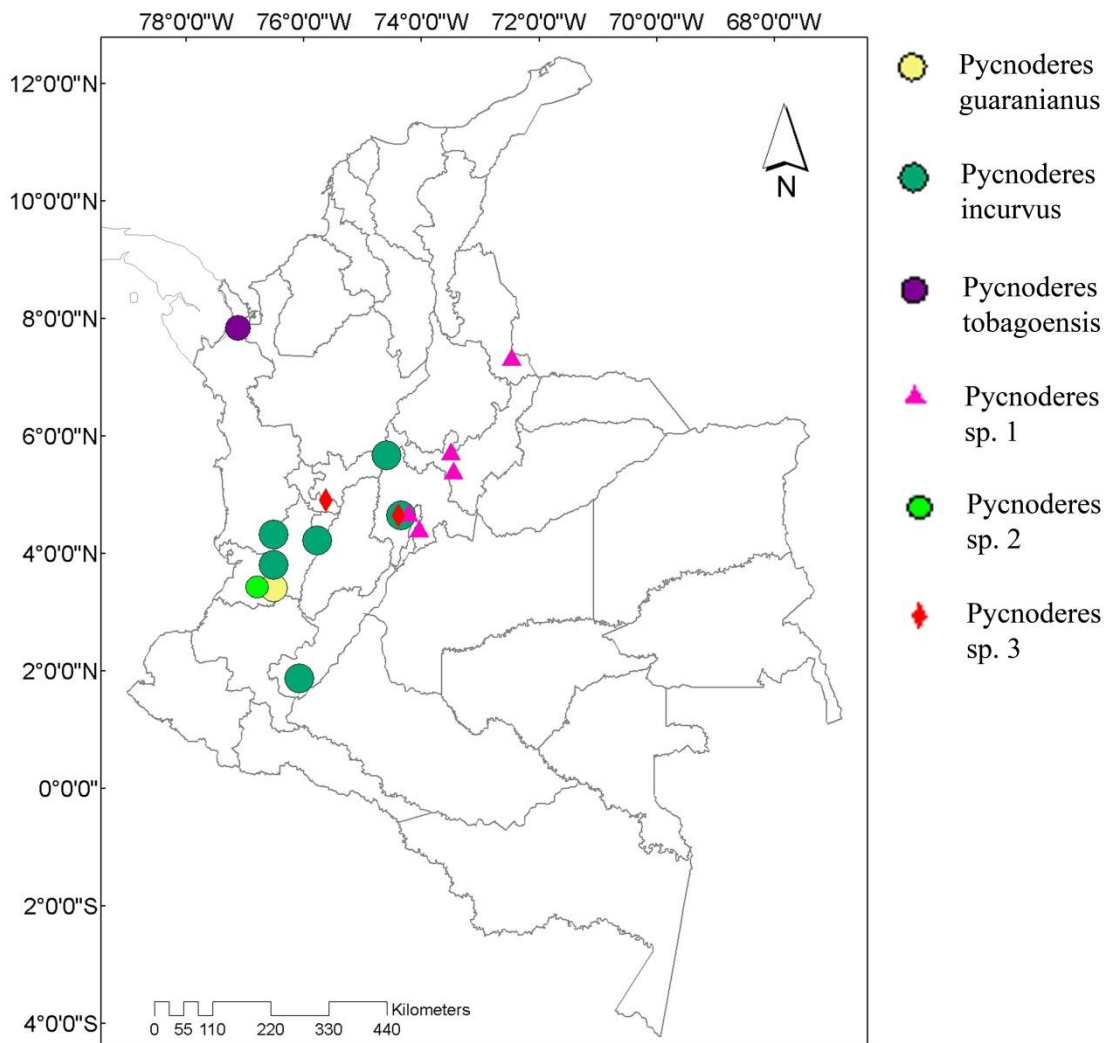 78°0'0"W 76°0'0"W 74°0'0"W 72°0'0"W 70°0'0"W 68°0'0"W
12°0'0"N
10°0'0"N
8°0'0"N
6°0'0"N
4°0'0"N
2°0'0"N
0°0'0"
2°0'0"S
4°0'0"S
N
Kilometers
0 55 110 220 330 440
Pycnoderes
guaranianus
Pycnoderes
incurvus
Pycnoderes
tobagoensis
Pycnoderes
sp. 1
Pycnoderes
sp. 2
Pycnoderes
sp. 3